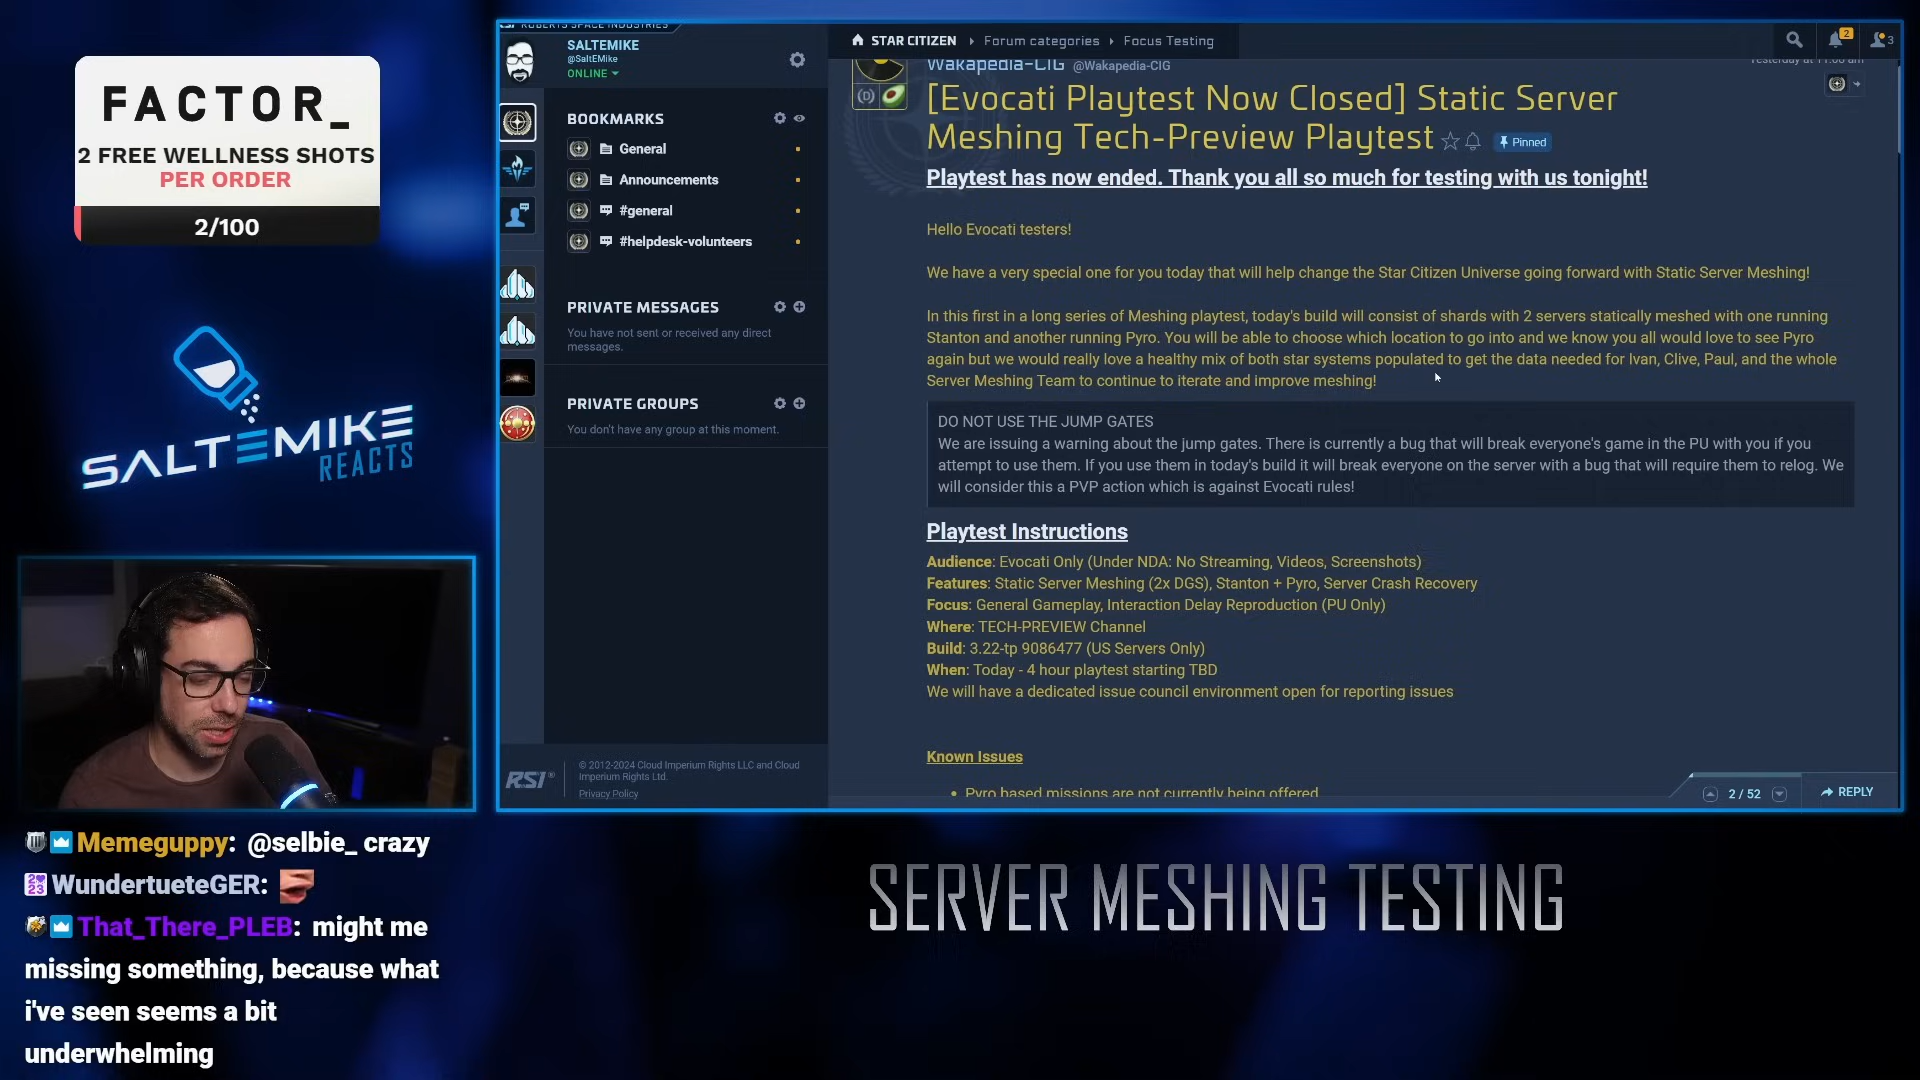 FACTOR_
2 FREE WELLNESS SHOTS
PER ORDER
2/100
SALTEMIKE
REACTS
ROBERTS SPACE INDUSTRIES
SALTEMIKE
@SaltEMike
ONLINE
BOOKMARKS
General
Announcements
#general
#helpdesk-volunteers
PRIVATE MESSAGES
You have not sent or received any direct
messages.
PRIVATE GROUPS
You don't have any group at this moment.
RSI
© 2012-2024 Cloud Imperium Rights LLC and Cloud
Imperium Rights Ltd.
Privacy Policy
STAR CITIZEN › Forum categories › Focus Testing
2
3
Wakapedia-CIG @Wakapedia-CIG
[Evocati Playtest Now Closed] Static Server
Meshing Tech-Preview Playtest
Pinned
Playtest has now ended. Thank you all so much for testing with us tonight!
Hello Evocati testers!
We have a very special one for you today that will help change the Star Citizen Universe going forward with Static Server Meshing!
In this first in a long series of Meshing playtest, today's build will consist of shards with 2 servers statically meshed with one running
Stanton and another running Pyro. You will be able to choose which location to go into and we know you all would love to see Pyro
again but we would really love a healthy mix of both star systems populated to get the data needed for Ivan, Clive, Paul, and the whole
Server Meshing Team to continue to iterate and improve meshing!
DO NOT USE THE JUMP GATES
We are issuing a warning about the jump gates. There is currently a bug that will break everyone's game in the PU with you if you
attempt to use them. If you use them in today's build it will break everyone on the server with a bug that will require them to relog. We
will consider this a PVP action which is against Evocati rules!
Playtest Instructions
Audience: Evocati Only (Under NDA: No Streaming, Videos, Screenshots)
Features: Static Server Meshing (2x DGS), Stanton + Pyro, Server Crash Recovery
Focus: General Gameplay, Interaction Delay Reproduction (PU Only)
Where: TECH-PREVIEW Channel
Build: 3.22-tp 9086477 (US Servers Only)
When: Today - 4 hour playtest starting TBD
We will have a dedicated issue council environment open for reporting issues
Known Issues
• Pyro based missions are not currently being offered
2 / 52
REPLY
Memeguppy: @selbie_ crazy
WundertueteGER:
That_There_PLEB: might me
missing something, because what
i've seen seems a bit
underwhelming
SERVER MESHING TESTING